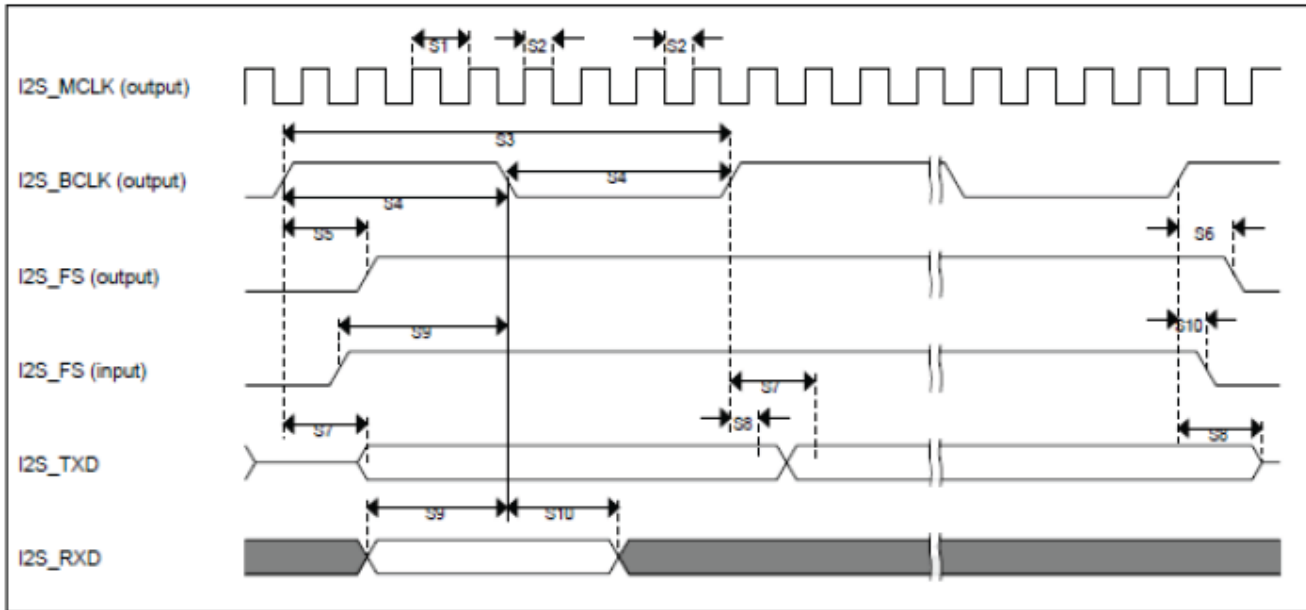 S1 S2 S2
I2S_MCLK (output)
S3
I2S_BCLK (output) S4
S4
S5 S6
I2S_FS (output)
S9 S10
I2S_FS (input)
S7
S8
S7 S8
I2S_TXD
S9 S10
I2S_RXD